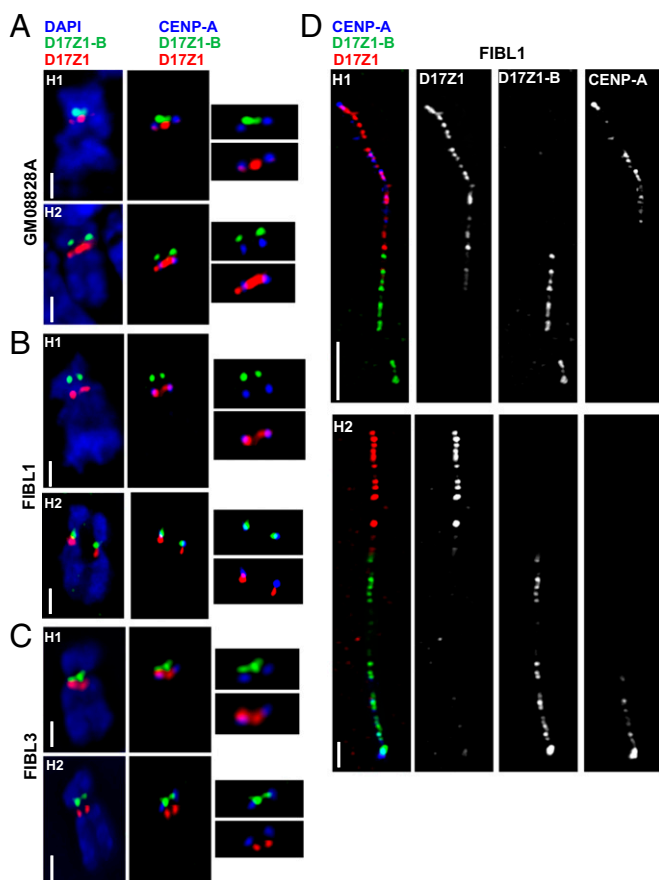 A
DAPI
D17Z1-B
D17Z1
CENP-A
D17Z1-B
D17Z1
GM08828A
H1
H2
B
FIBL1
H1
H2
C
FIBL3
H1
H2
D
CENP-A
D17Z1-B
D17Z1
FIBL1
H1
D17Z1
D17Z1-B
CENP-A
H2